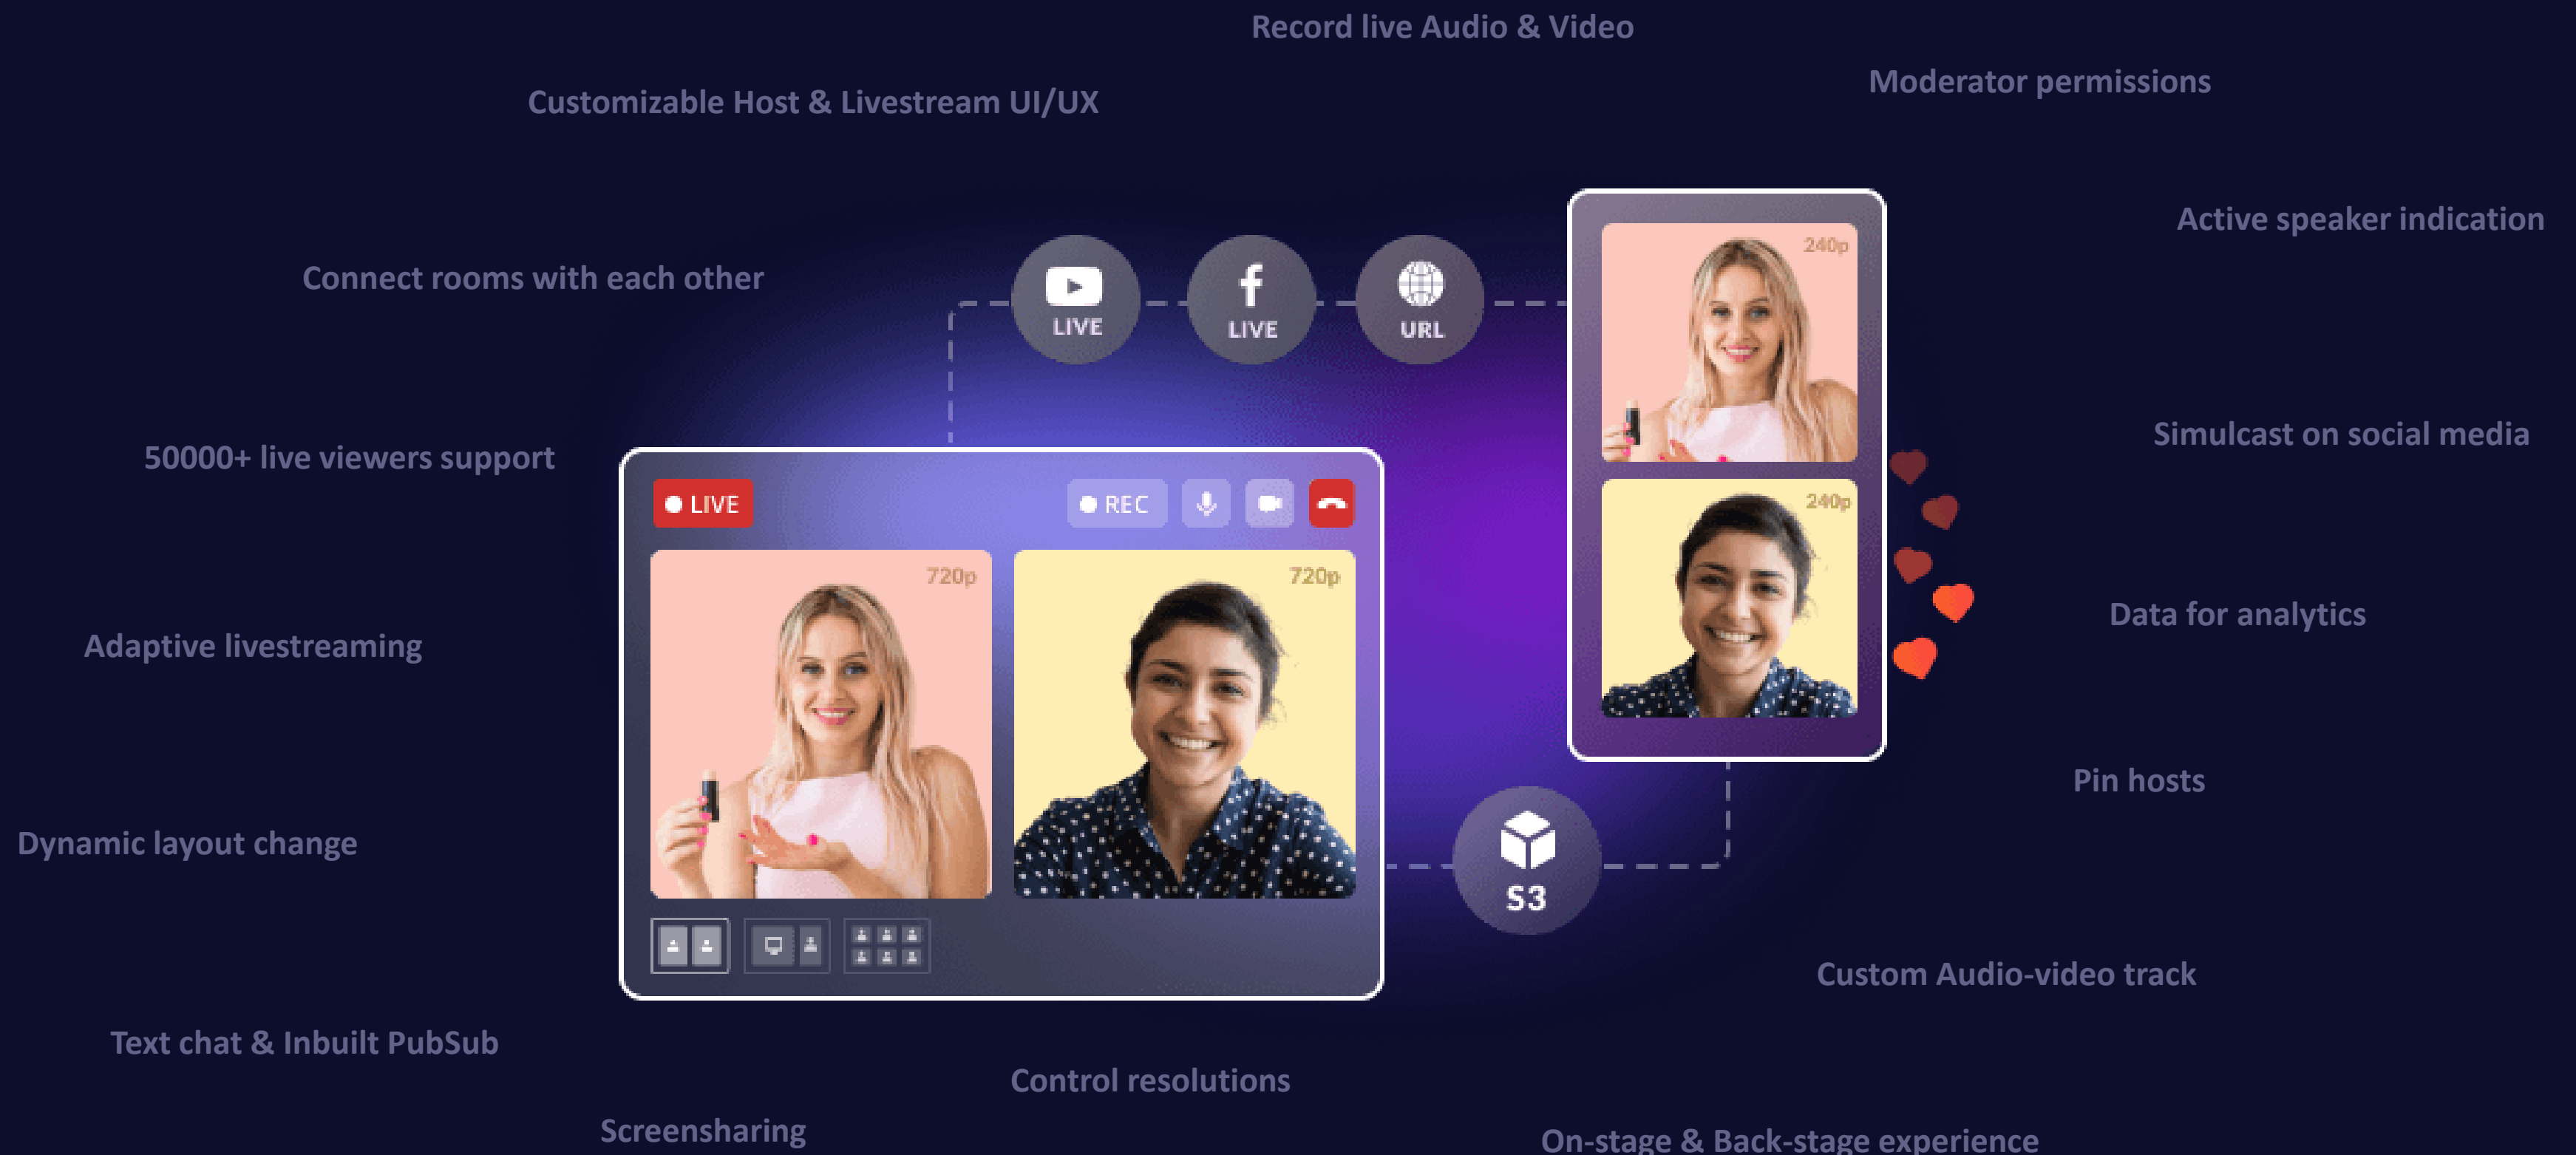 Record live Audio & Video
Moderator permissions
Customizable Host & Livestream UI/UX
Active speaker indication
240p
Connect rooms with each other
LIVE
LIVE
URL
Simulcast on social media
50000+ live viewers support
LIVE
REC
240p
720p
720p
Data for analytics
Adaptive livestreaming
Pin hosts
Dynamic layout change
S3
Custom Audio-video track
Text chat & Inbuilt PubSub
Control resolutions
Screensharing
On-stage & Back-stage experience